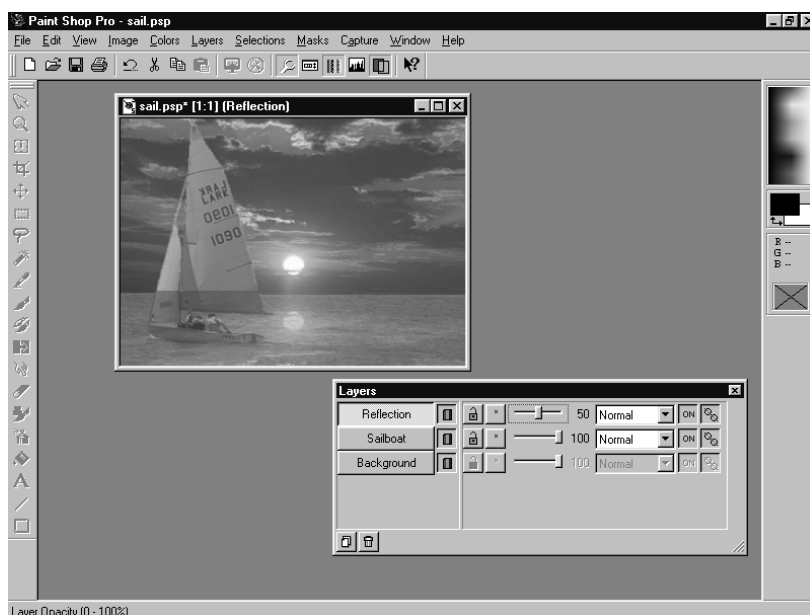 Paint Shop Pro - sail.psp
File Edit View Image Colors Layers Selections Masks Capture Window Help
sail.psp* [1:1] (Reflection)
LARK
1080
1090
R --
G --
B --
Layers
Reflection 50 Normal ON
Sailboat 100 Normal ON
Background 100 Normal ON
Layer Opacity (0 - 100%)